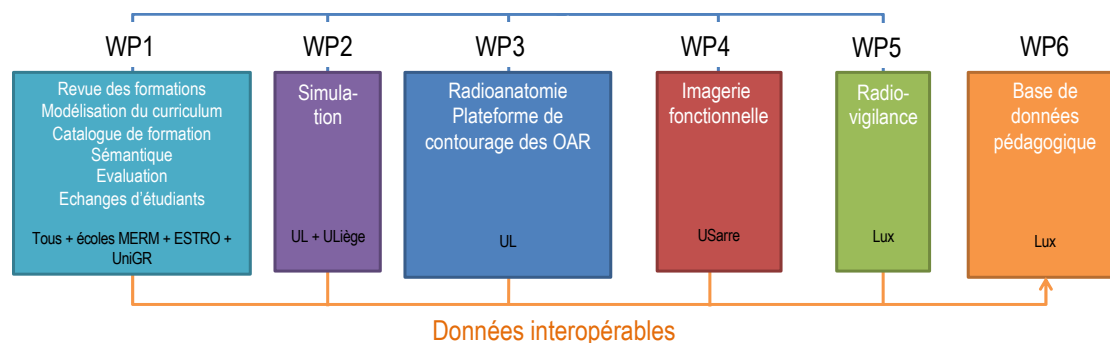 WP1
WP2
WP3
WP4
WP5
WP6
Revue des formations
Modélisation du curriculum
Catalogue de formation
Sémantique
Evaluation
Echanges d'étudiants
Tous + écoles MERM + ESTRO +
UniGR
Simula-
tion
UL + ULiège
Radioanatomie
Plateforme de
contourage des OAR
UL
Imagerie
fonctionnelle
USarre
Radio-
vigilance
Lux
Base de
données
pédagogique
Lux
Données interopérables